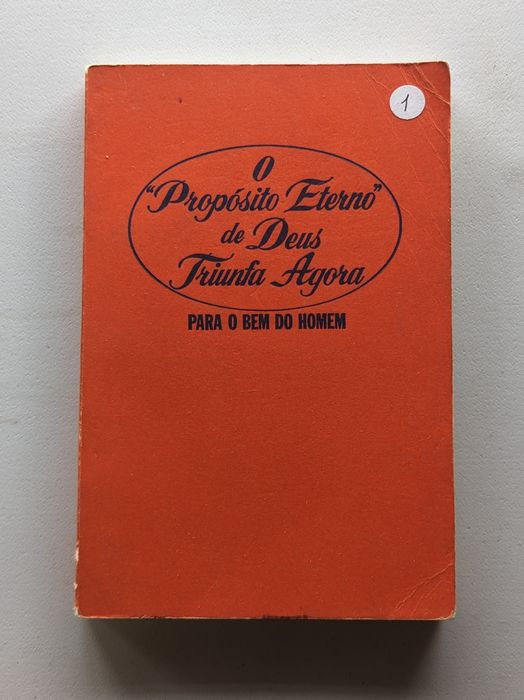 1
O
"Propósito Eterno"
de Deus
Triunfa Agora
PARA O BEM DO HOMEM